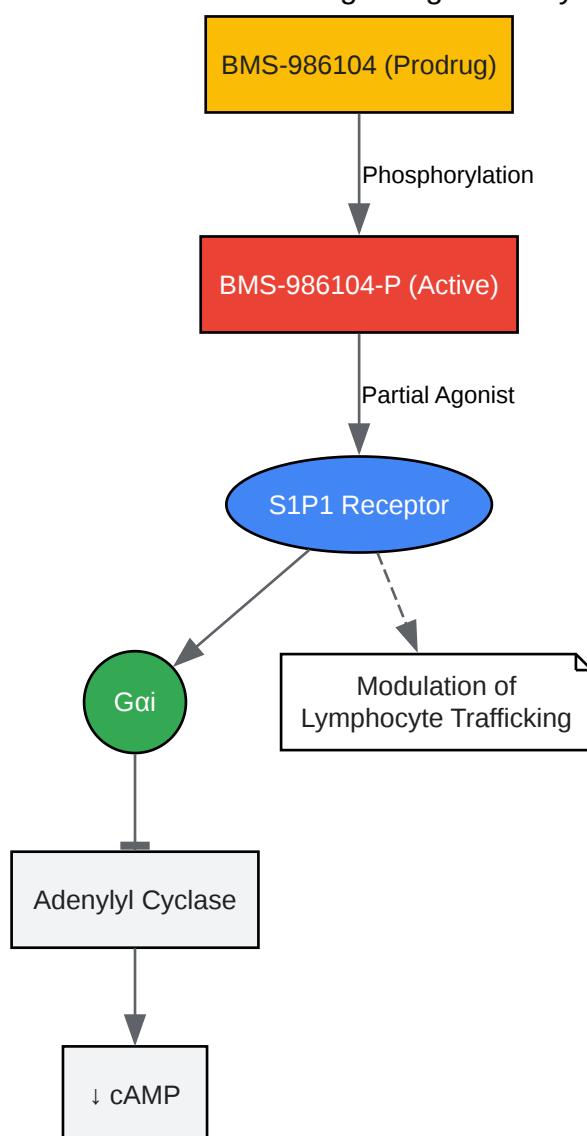 BMS-986104 (Prodrug)
Phosphorylation
BMS-986104-P (Active)
Partial Agonist
S1P1 Receptor
Gαi
Modulation of
Lymphocyte Trafficking
Adenylyl Cyclase
↓ cAMP